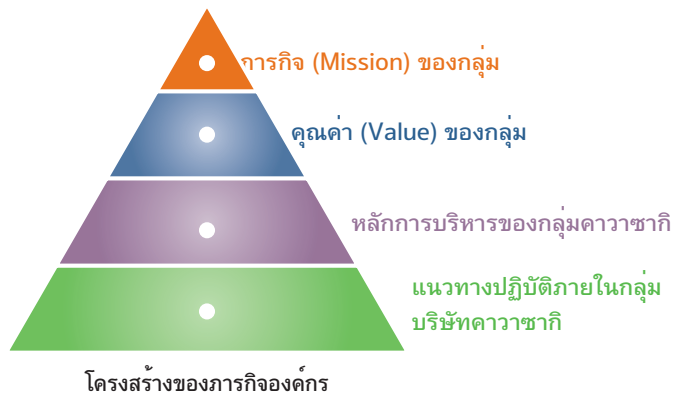 ภารกิจ (Mission) ของกลุ่ม
คุณค่า (Value) ของกลุ่ม
หลักการบริหารของกลุ่มคาวาซากิ
แนวทางปฏิบัติภายในกลุ่ม
บริษัทคาวาซากิ
โครงสร้างของภารกิจองค์กร